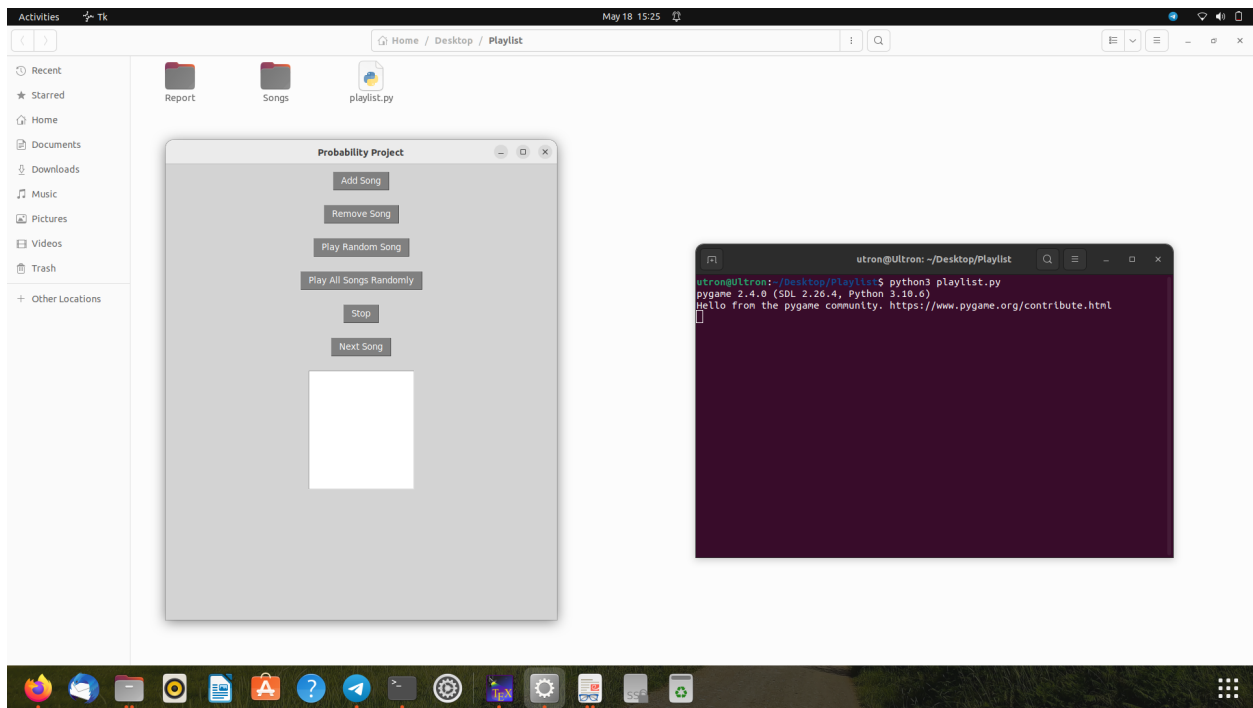 Activities Tk May 18 15:25
Home / Desktop / Playlist
Recent
Starred
Home
Documents
Downloads
Music
Pictures
Videos
Trash
+ Other Locations
Report Songs playlist.py
Probability Project
Add Song
Remove Song
Play Random Song
Play All Songs Randomly
Stop
Next Song
utron@Ultron: ~/Desktop/Playlist
utron@Ultron:~/Desktop/Playlist$ python3 playlist.py
pygame 2.4.0 (SDL 2.26.4, Python 3.10.6)
Hello from the pygame community. https://www.pygame.org/contribute.html
TEX